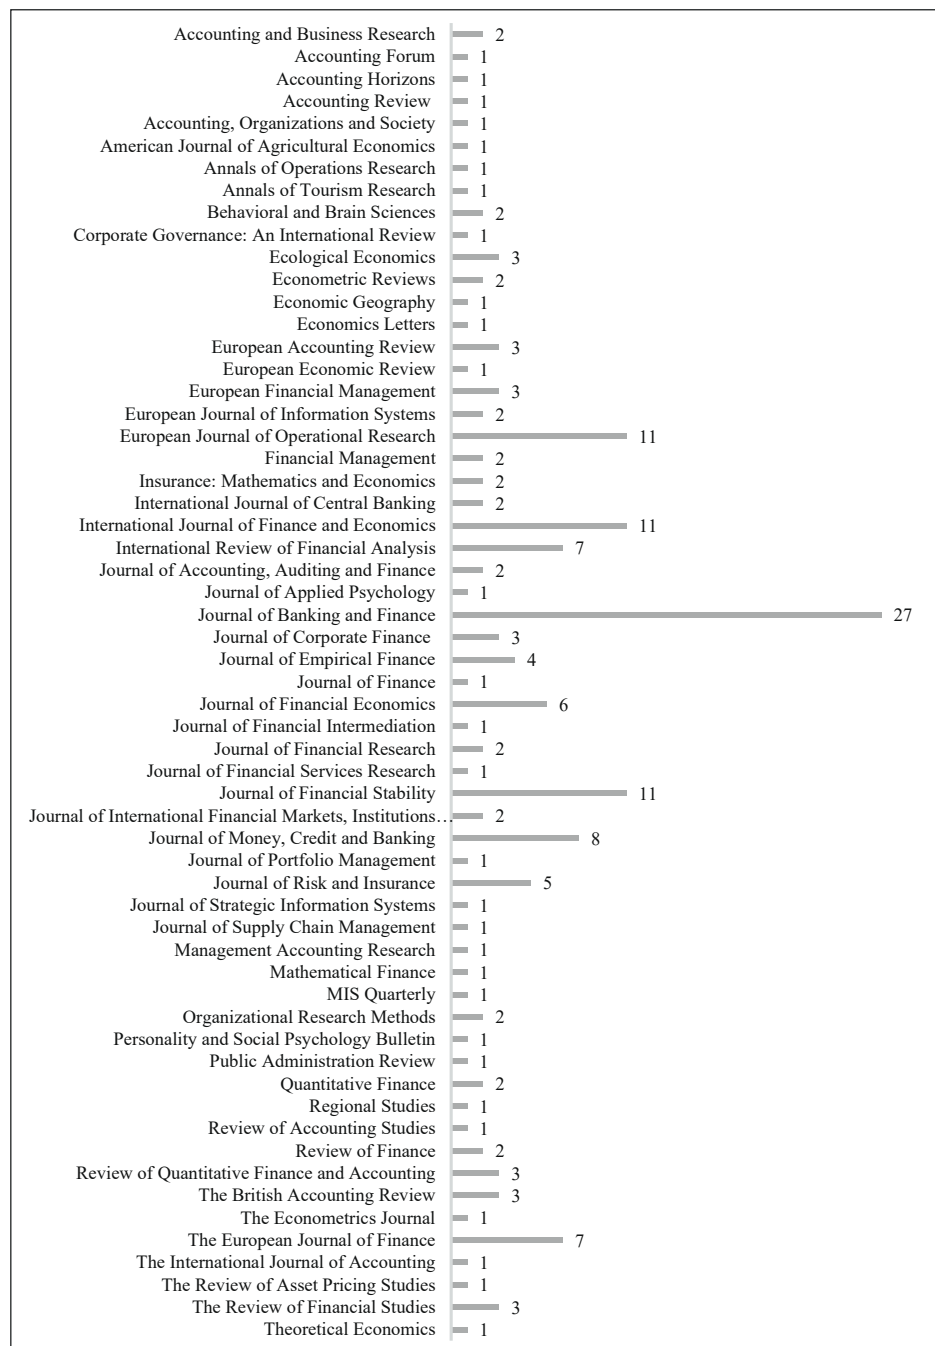 Accounting and Business Research 2
Accounting Forum 1
Accounting Horizons 1
Accounting Review 1
Accounting, Organizations and Society 1
American Journal of Agricultural Economics 1
Annals of Operations Research 1
Annals of Tourism Research 1
Behavioral and Brain Sciences 2
Corporate Governance: An International Review 1
Ecological Economics 3
Econometric Reviews 2
Economic Geography 1
Economics Letters 1
European Accounting Review 3
European Economic Review 1
European Financial Management 3
European Journal of Information Systems 2
European Journal of Operational Research 11
Financial Management 2
Insurance: Mathematics and Economics 2
International Journal of Central Banking 2
International Journal of Finance and Economics 11
International Review of Financial Analysis 7
Journal of Accounting, Auditing and Finance 2
Journal of Applied Psychology 1
Journal of Banking and Finance 27
Journal of Corporate Finance 3
Journal of Empirical Finance 4
Journal of Finance 1
Journal of Financial Economics 6
Journal of Financial Intermediation 1
Journal of Financial Research 2
Journal of Financial Services Research 1
Journal of Financial Stability 11
Journal of International Financial Markets, Institutions… 2
Journal of Money, Credit and Banking 8
Journal of Portfolio Management 1
Journal of Risk and Insurance 5
Journal of Strategic Information Systems 1
Journal of Supply Chain Management 1
Management Accounting Research 1
Mathematical Finance 1
MIS Quarterly 1
Organizational Research Methods 2
Personality and Social Psychology Bulletin 1
Public Administration Review 1
Quantitative Finance 2
Regional Studies 1
Review of Accounting Studies 1
Review of Finance 2
Review of Quantitative Finance and Accounting 3
The British Accounting Review 3
The Econometrics Journal 1
The European Journal of Finance 7
The International Journal of Accounting 1
The Review of Asset Pricing Studies 1
The Review of Financial Studies 3
Theoretical Economics 1